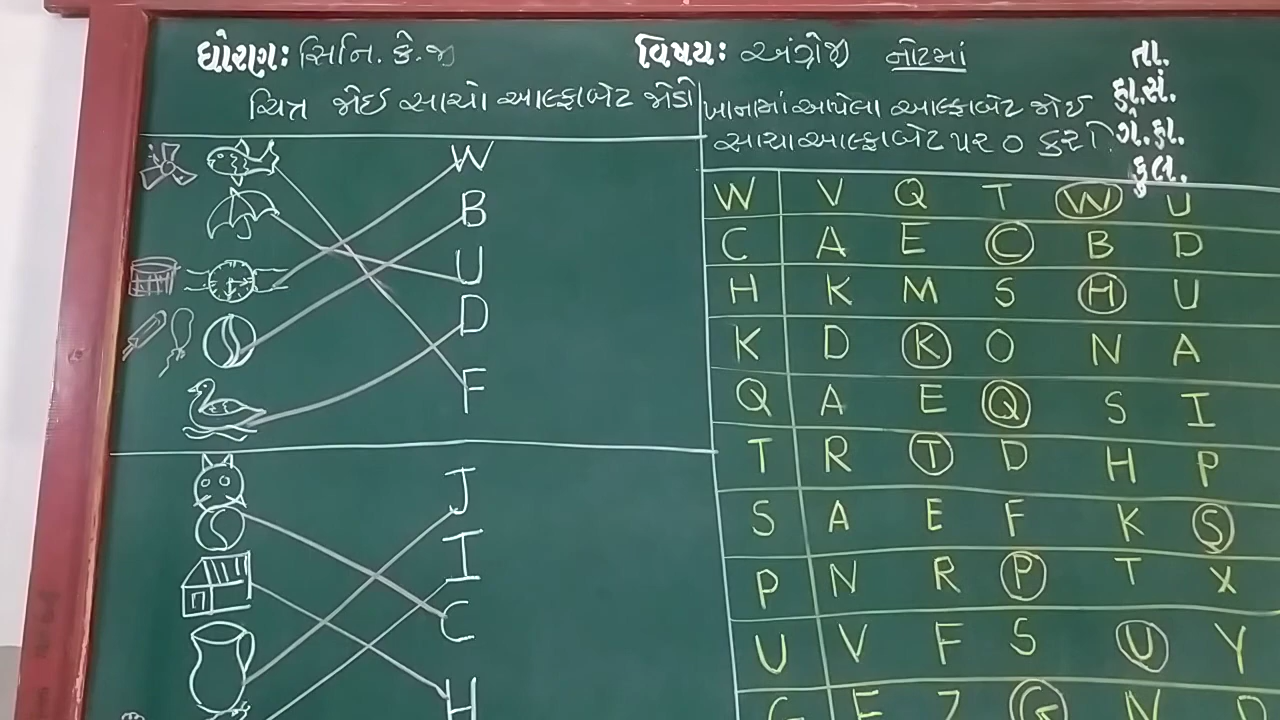 ધોરણ: સિનિ. કે.જી વિષય: અંગ્રેજી નોટમાં તા.
હા.સં.
ગે.હા.
કુલ.
ચિત્ર જોઈ સાચો આલ્ફાબેટ જોડો
ખાનામાં આપેલા આલ્ફાબેટ જોઈ
સાચા આલ્ફાબેટ પર ૦ કરો.
W
B
U
D
F
J
I
C
H
W V Q T W U
C A E C B D
H K M S H U
K D K O N A
Q A E Q S I
T R T D H P
S A E F K S
P N R P T X
U V F S U Y
G E Z G N